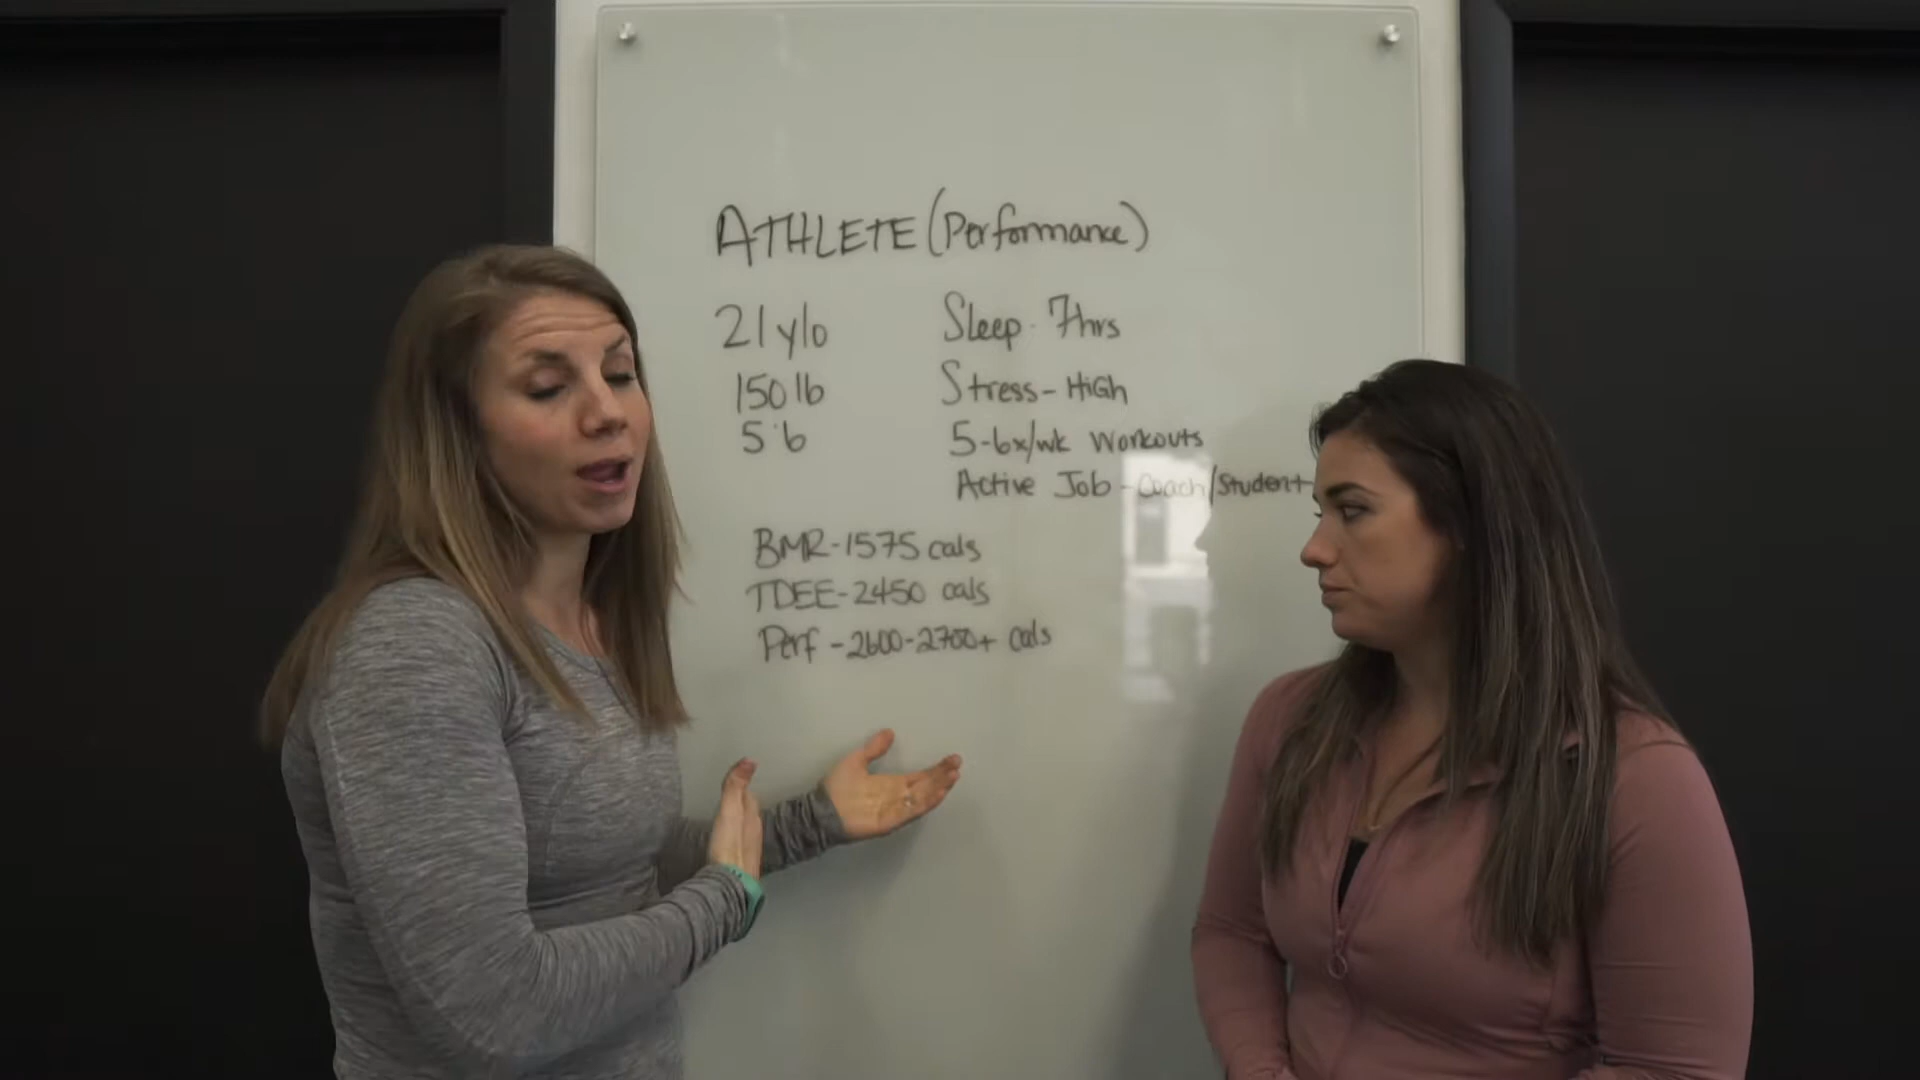 ATHLETE (Performance)
21 y/o
150 lb
5'6
Sleep - 7hrs
Stress - HiGh
5-6x/wk Workouts
Active Job - Coach/Student
BMR - 1575 cals
TDEE - 2450 cals
Perf - 2600-2700+ cals